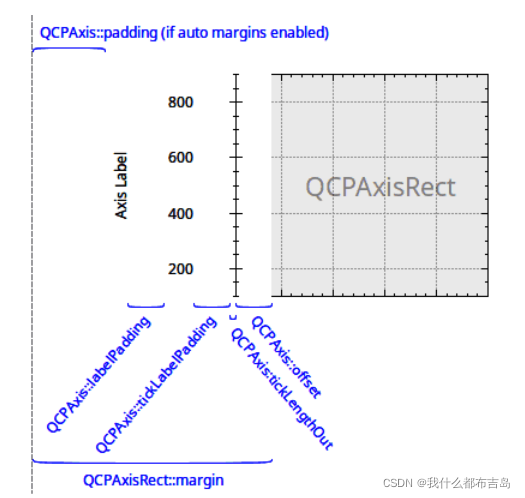 QCPAxis::padding (if auto margins enabled)
800
600
400
200
Axis Label
QCPAxisRect
QCPAxis::labelPadding
QCPAxis::tickLabelPadding
QCPAxis::offset
QCPAxis:tickLengthOut
QCPAxisRect::margin
CSDN @我什么都布吉岛